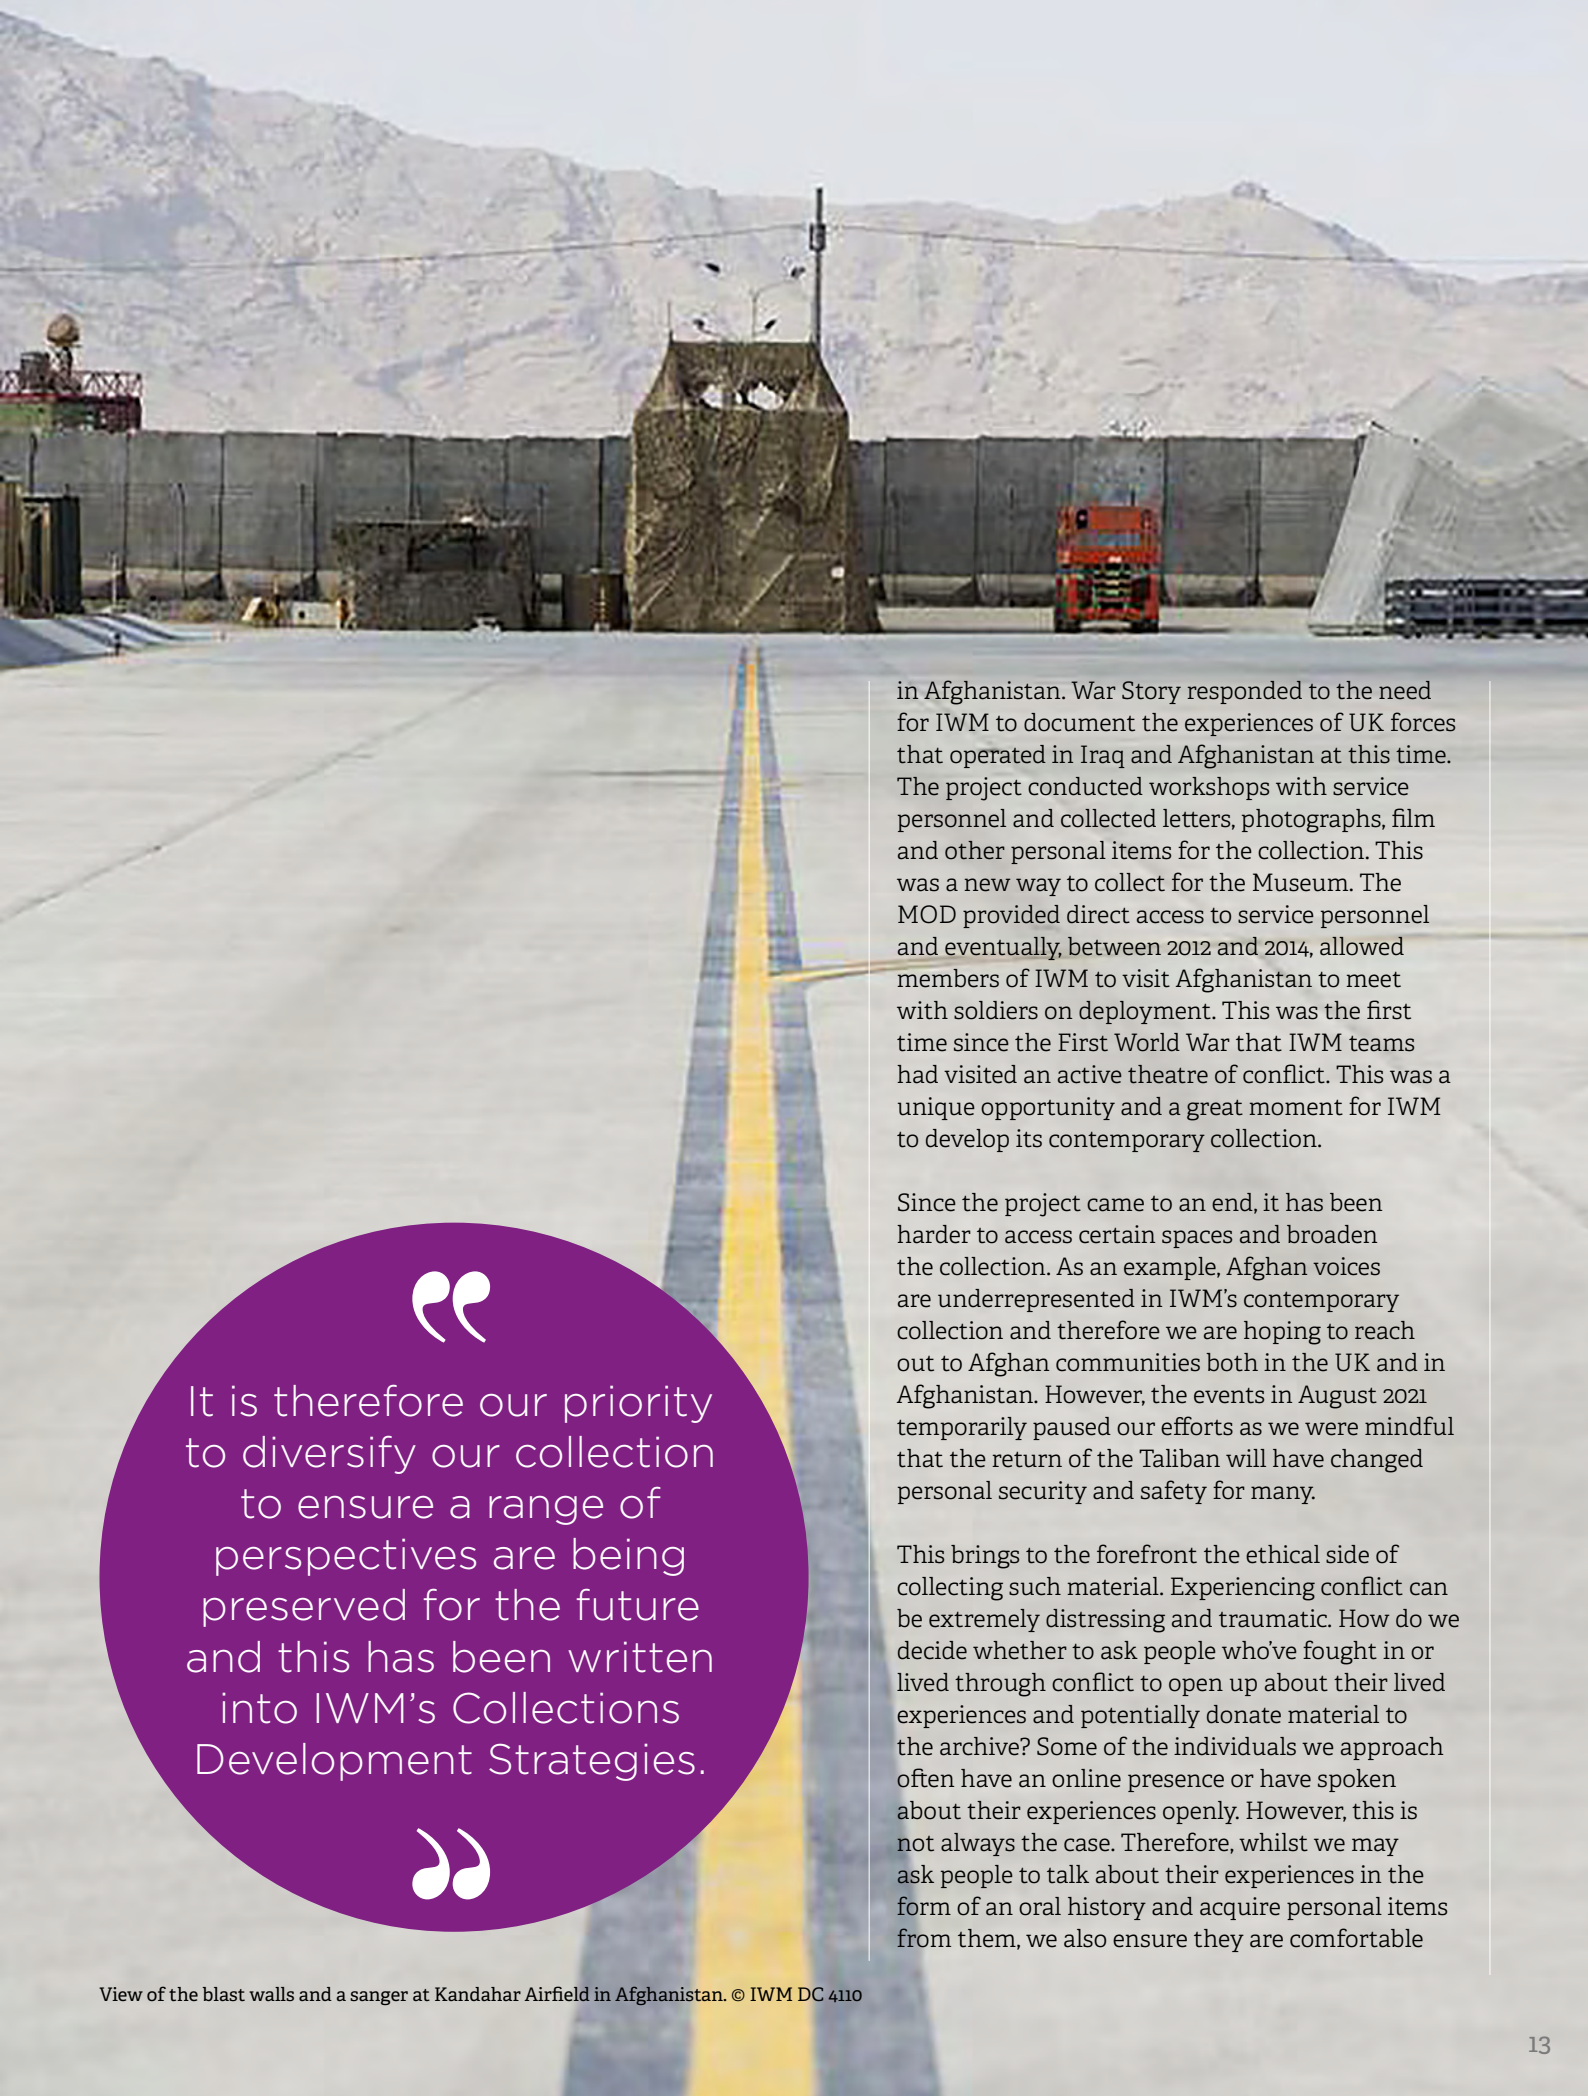 in Afghanistan. War Story responded to the need
for IWM to document the experiences of UK forces
that operated in Iraq and Afghanistan at this time.
The project conducted workshops with service
personnel and collected letters, photographs, film
and other personal items for the collection. This
was a new way to collect for the Museum. The
MOD provided direct access to service personnel
and eventually, between 2012 and 2014, allowed
members of IWM to visit Afghanistan to meet
with soldiers on deployment. This was the first
time since the First World War that IWM teams
had visited an active theatre of conflict. This was a
unique opportunity and a great moment for IWM
to develop its contemporary collection.
Since the project came to an end, it has been
harder to access certain spaces and broaden
the collection. As an example, Afghan voices
are underrepresented in IWM’s contemporary
collection and therefore we are hoping to reach
out to Afghan communities both in the UK and in
Afghanistan. However, the events in August 2021
temporarily paused our efforts as we were mindful
that the return of the Taliban will have changed
personal security and safety for many.
This brings to the forefront the ethical side of
collecting such material. Experiencing conflict can
be extremely distressing and traumatic. How do we
decide whether to ask people who’ve fought in or
lived through conflict to open up about their lived
experiences and potentially donate material to
the archive? Some of the individuals we approach
often have an online presence or have spoken
about their experiences openly. However, this is
not always the case. Therefore, whilst we may
ask people to talk about their experiences in the
form of an oral history and acquire personal items
from them, we also ensure they are comfortable
“
It is therefore our priority
to diversify our collection
to ensure a range of
perspectives are being
preserved for the future
and this has been written
into IWM’s Collections
Development Strategies.
”
View of the blast walls and a sanger at Kandahar Airfield in Afghanistan. © IWM DC 4110
13